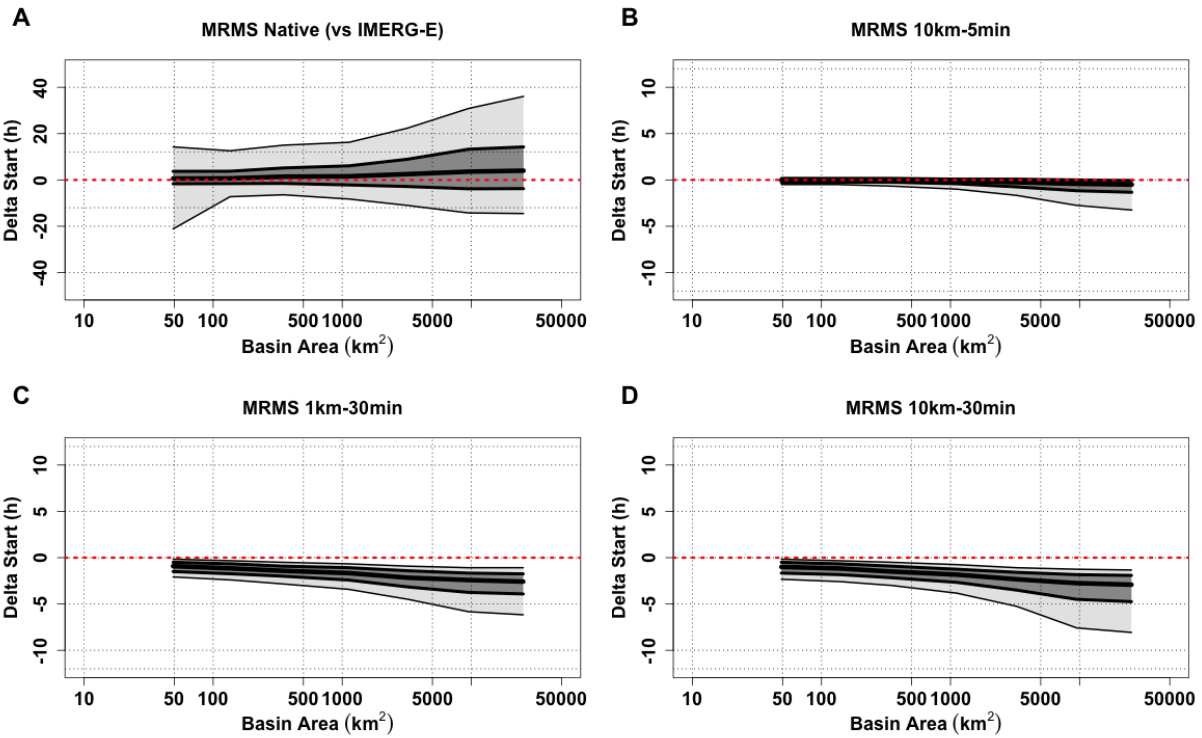 A
MRMS Native (vs IMERG-E)
Delta Start (h)
40
20
0
-20
-40
10 50 100 500 1000 5000 50000
Basin Area (km²)
B
MRMS 10km-5min
Delta Start (h)
10
5
0
-5
-10
10 50 100 500 1000 5000 50000
Basin Area (km²)
C
MRMS 1km-30min
Delta Start (h)
10
5
0
-5
-10
10 50 100 500 1000 5000 50000
Basin Area (km²)
D
MRMS 10km-30min
Delta Start (h)
10
5
0
-5
-10
10 50 100 500 1000 5000 50000
Basin Area (km²)